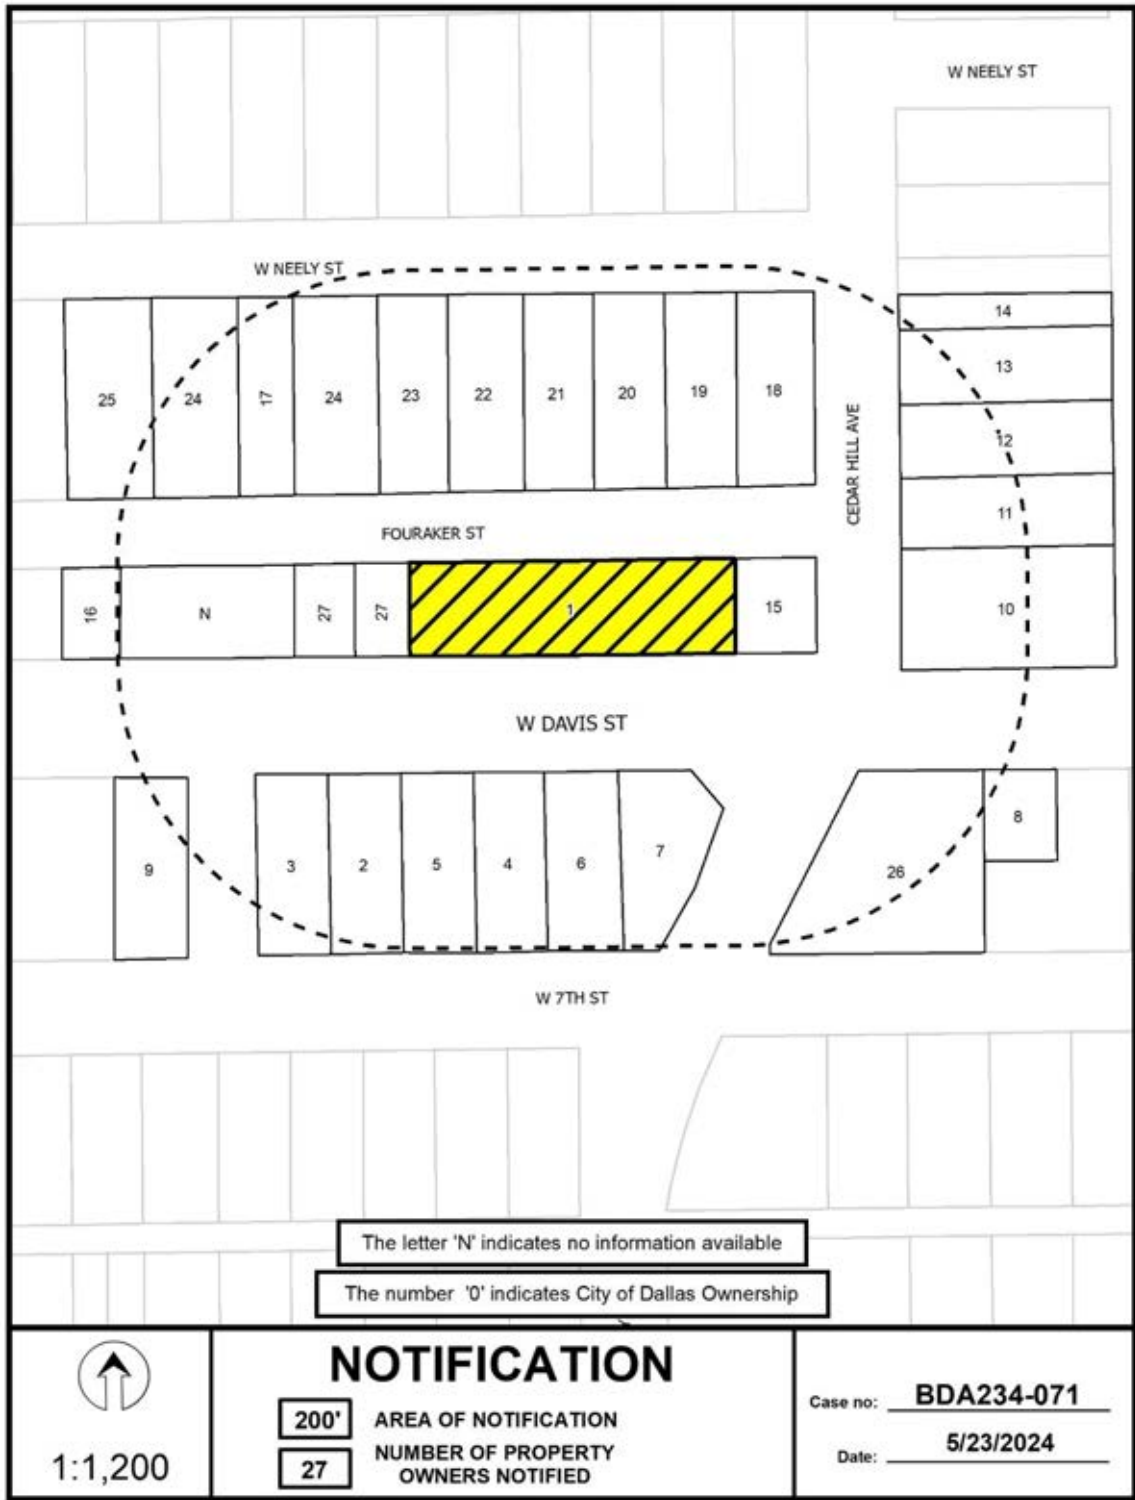 W NEELY ST
W NEELY ST
14
13
12
11
10
25
24
17
24
23
22
21
20
19
18
CEDAR HILL AVE
FOURAKER ST
16
N
27
27
1
15
W DAVIS ST
9
3
2
5
4
6
7
26
8
W 7TH ST
The letter 'N' indicates no information available
The number '0' indicates City of Dallas Ownership
1:1,200
NOTIFICATION
200' AREA OF NOTIFICATION
27 NUMBER OF PROPERTY
OWNERS NOTIFIED
Case no: BDA234-071
Date: 5/23/2024